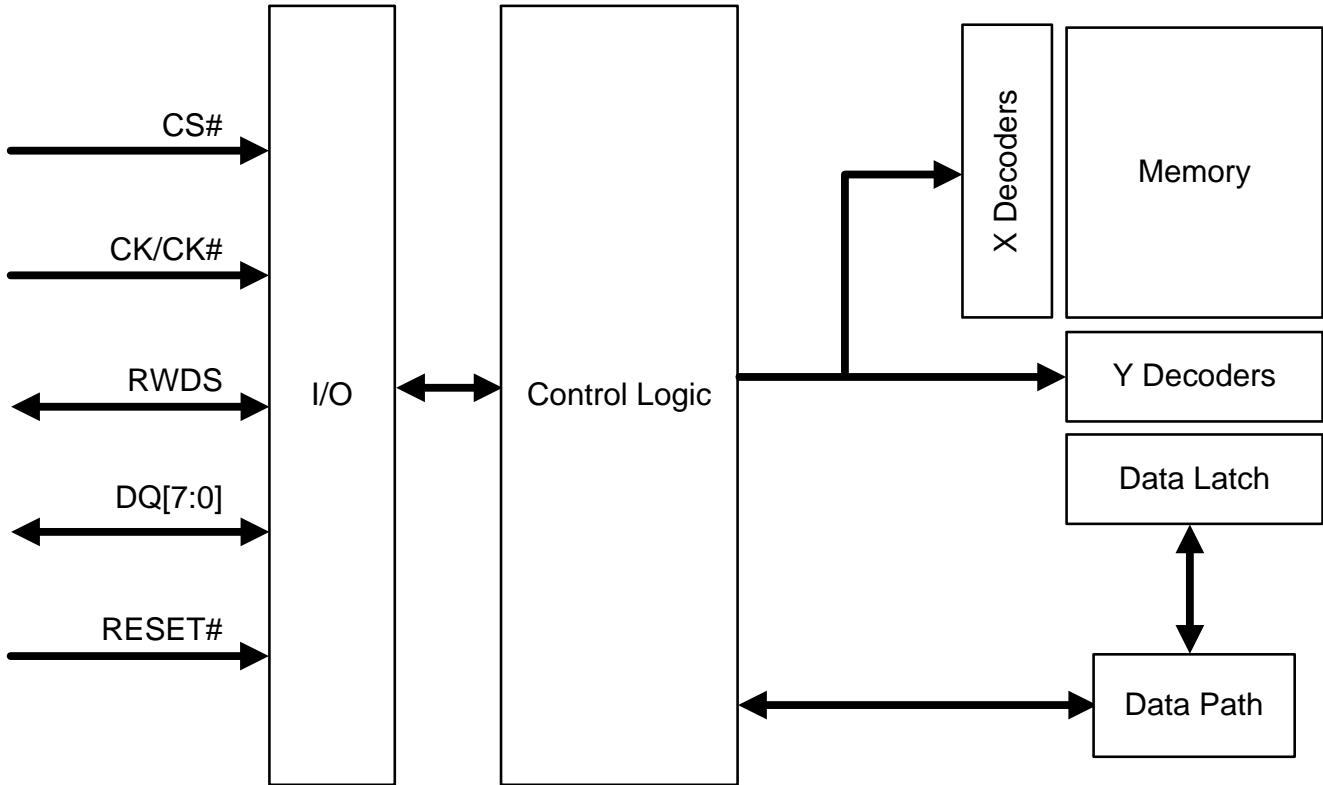 CS#
CK/CK#
RWDS
DQ[7:0]
RESET#
I/O
Control Logic
X Decoders
Memory
Y Decoders
Data Latch
Data Path